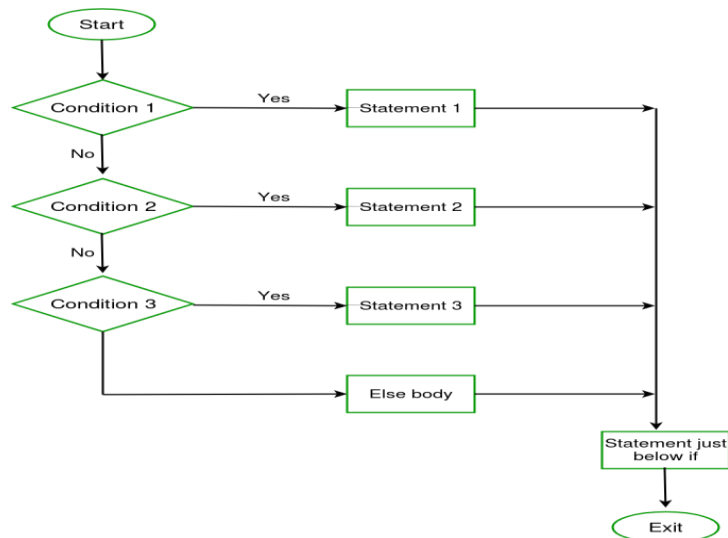 Start
Condition 1
Yes
Statement 1
No
Condition 2
Yes
Statement 2
No
Condition 3
Yes
Statement 3
Else body
Statement just
below if
Exit